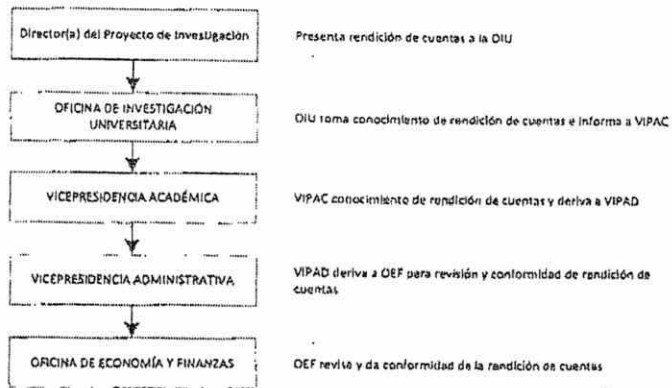 Director(a) del Proyecto de Investigación
Presenta rendición de cuentas a la OIU
OFICINA DE INVESTIGACIÓN
UNIVERSITARIA
OIU toma conocimiento de rendición de cuentas e informa a VIPAC
VICEPRESIDENCIA ACADÉMICA
VIPAC conocimiento de rendición de cuentas y deriva a VIPAD
VICEPRESIDENCIA ADMINISTRATIVA
VIPAD deriva a OEF para revisión y conformidad de rendición de
cuentas
OFICINA DE ECONOMÍA Y FINANZAS
OEF revisa y da conformidad de la rendición de cuentas